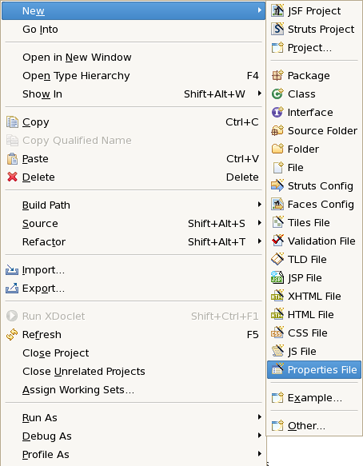 New
Go Into
Open in New Window
Open Type Hierarchy F4
Show In Shift+Alt+W
Copy Ctrl+C
Copy Qualified Name
Paste Ctrl+V
Delete Delete
Build Path
Source Shift+Alt+S
Refactor Shift+Alt+T
Import...
Export...
Run XDoclet Shift+Ctrl+F1
Refresh F5
Close Project
Close Unrelated Projects
Assign Working Sets...
Run As
Debug As
Profile As
JSF Project
Struts Project
Project...
Package
Class
Interface
Source Folder
Folder
File
Struts Config
Faces Config
Tiles File
Validation File
TLD File
JSP File
XHTML File
HTML File
CSS File
JS File
Properties File
Example...
Other...